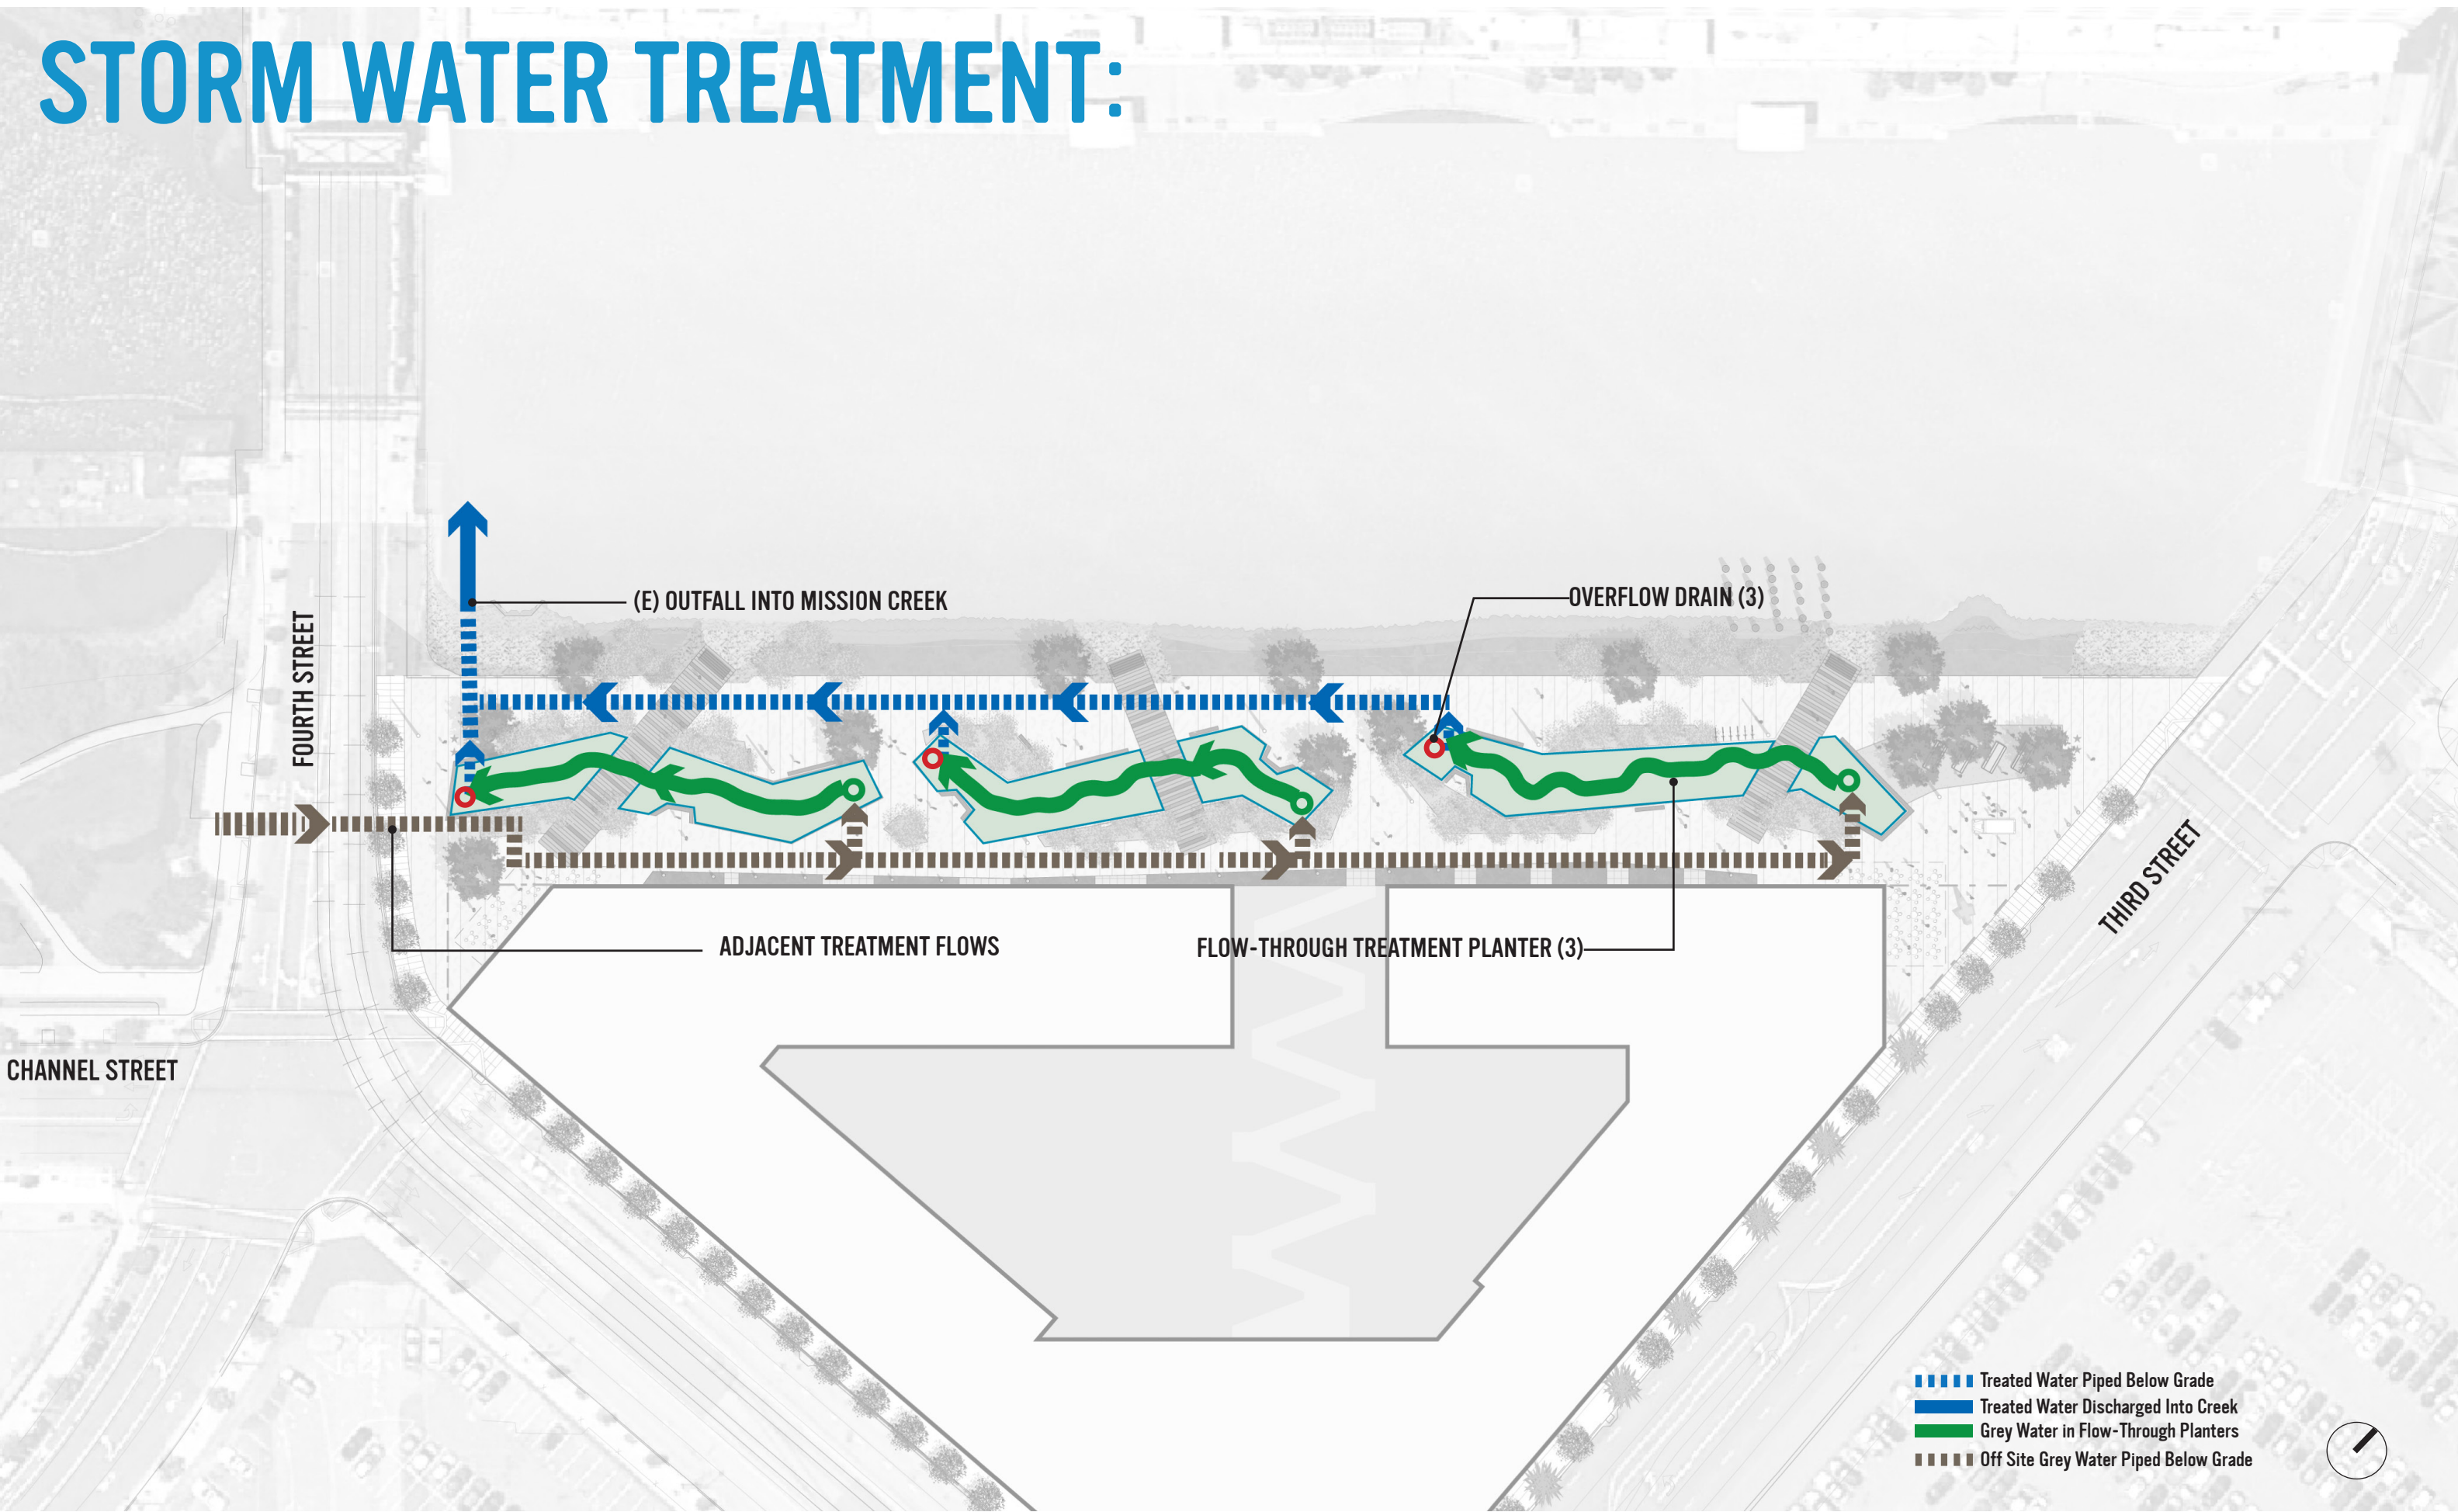 STORM WATER TREATMENT:
(E) OUTFALL INTO MISSION CREEK
OVERFLOW DRAIN (3)
FOURTH STREET
THIRD STREET
ADJACENT TREATMENT FLOWS
FLOW-THROUGH TREATMENT PLANTER (3)
CHANNEL STREET
Treated Water Piped Below Grade
Treated Water Discharged Into Creek
Grey Water in Flow-Through Planters
Off Site Grey Water Piped Below Grade